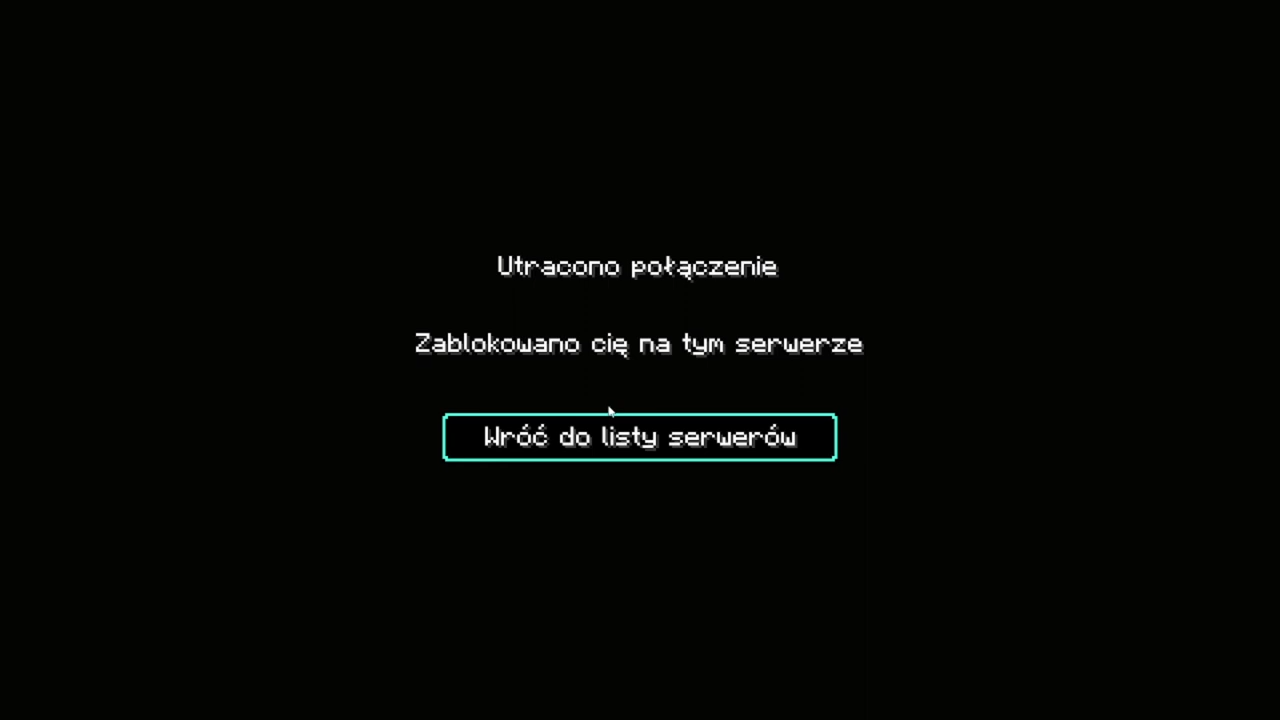 Utracono połączenie
Zablokowano cię na tym serwerze
Wróć do listy serwerów